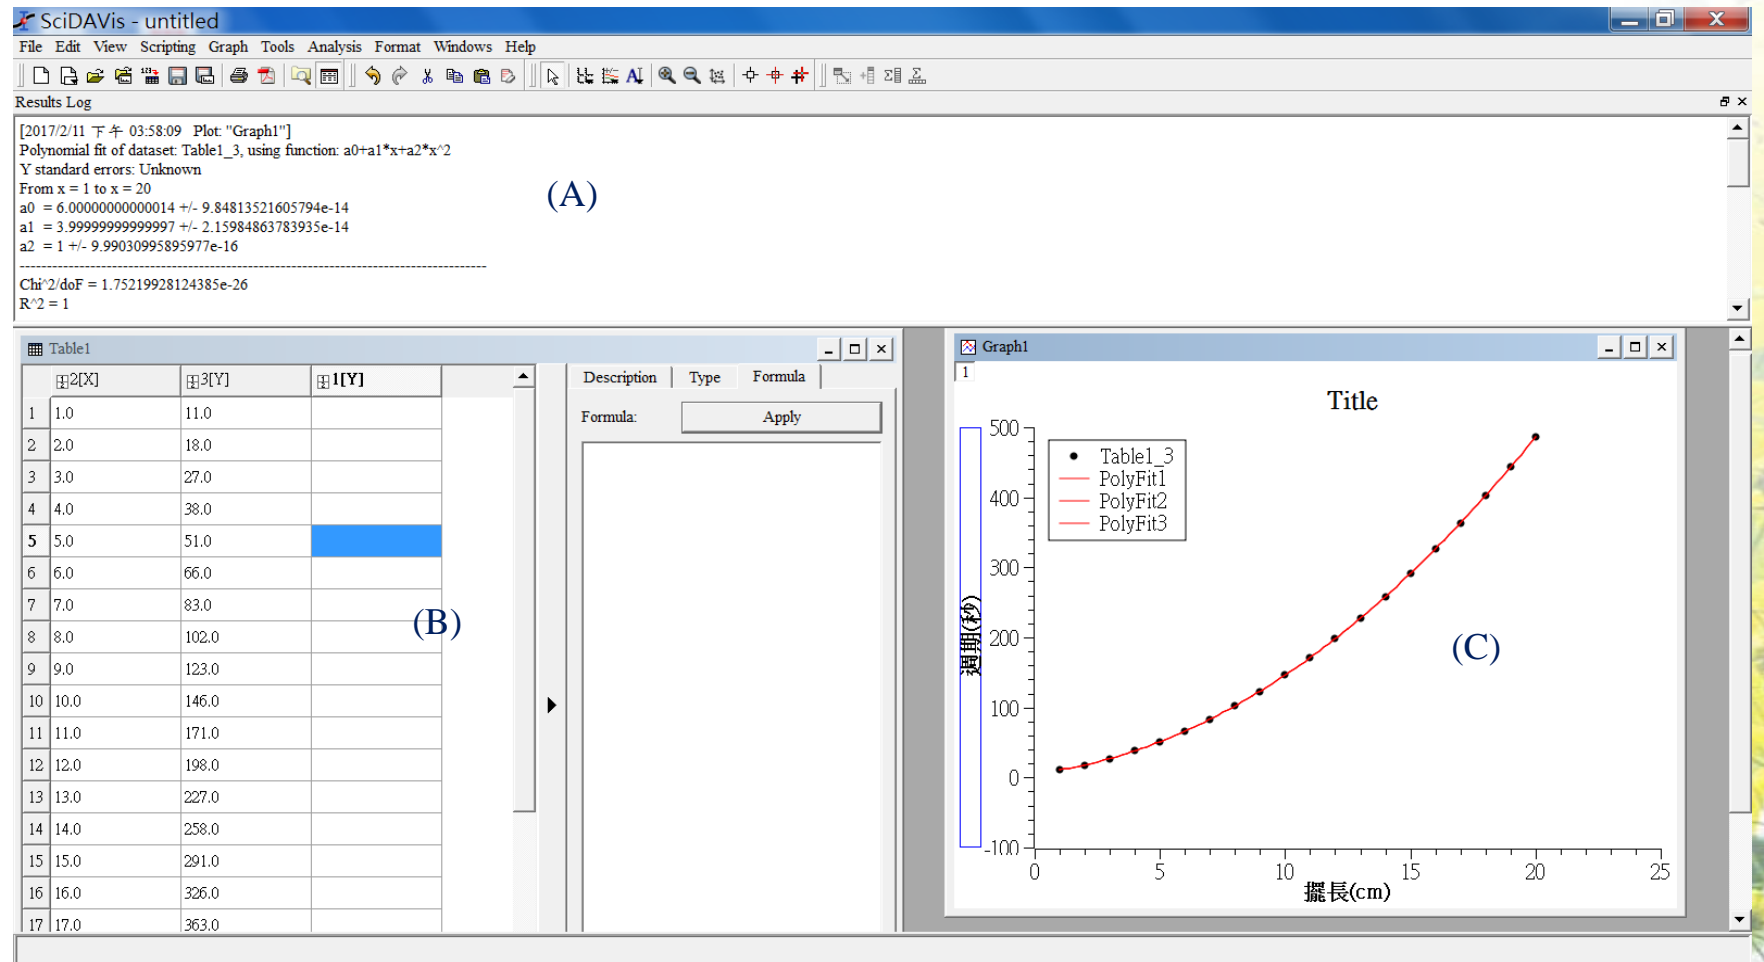 SciDAVis - untitled
File Edit View Scripting Graph Tools Analysis Format Windows Help
Results Log
[2017/2/11 下午 03:58:09 Plot: "Graph1"]
Polynomial fit of dataset: Table1_3, using function: a0+a1*x+a2*x^2
Y standard errors: Unknown
From x = 1 to x = 20
a0 = 6.00000000000014 +/- 9.84813521605794e-14
a1 = 3.99999999999997 +/- 2.15984863783935e-14
a2 = 1 +/- 9.99030995895977e-16
--------------------------------------------------------------------------------------
Chi^2/doF = 1.75219928124385e-26
R^2 = 1
(A)
Table1
2[X] 3[Y] 1[Y]
1 1.0 11.0
2 2.0 18.0
3 3.0 27.0
4 4.0 38.0
5 5.0 51.0
6 6.0 66.0
7 7.0 83.0
8 8.0 102.0
9 9.0 123.0
10 10.0 146.0
11 11.0 171.0
12 12.0 198.0
13 13.0 227.0
14 14.0 258.0
15 15.0 291.0
16 16.0 326.0
17 17.0 363.0
(B)
Description Type Formula
Formula: Apply
Graph1
1
Title
Table1_3
PolyFit1
PolyFit2
PolyFit3
500
400
300
200
100
0
-100
週期(秒)
(C)
0 5 10 15 20 25
擺長(cm)